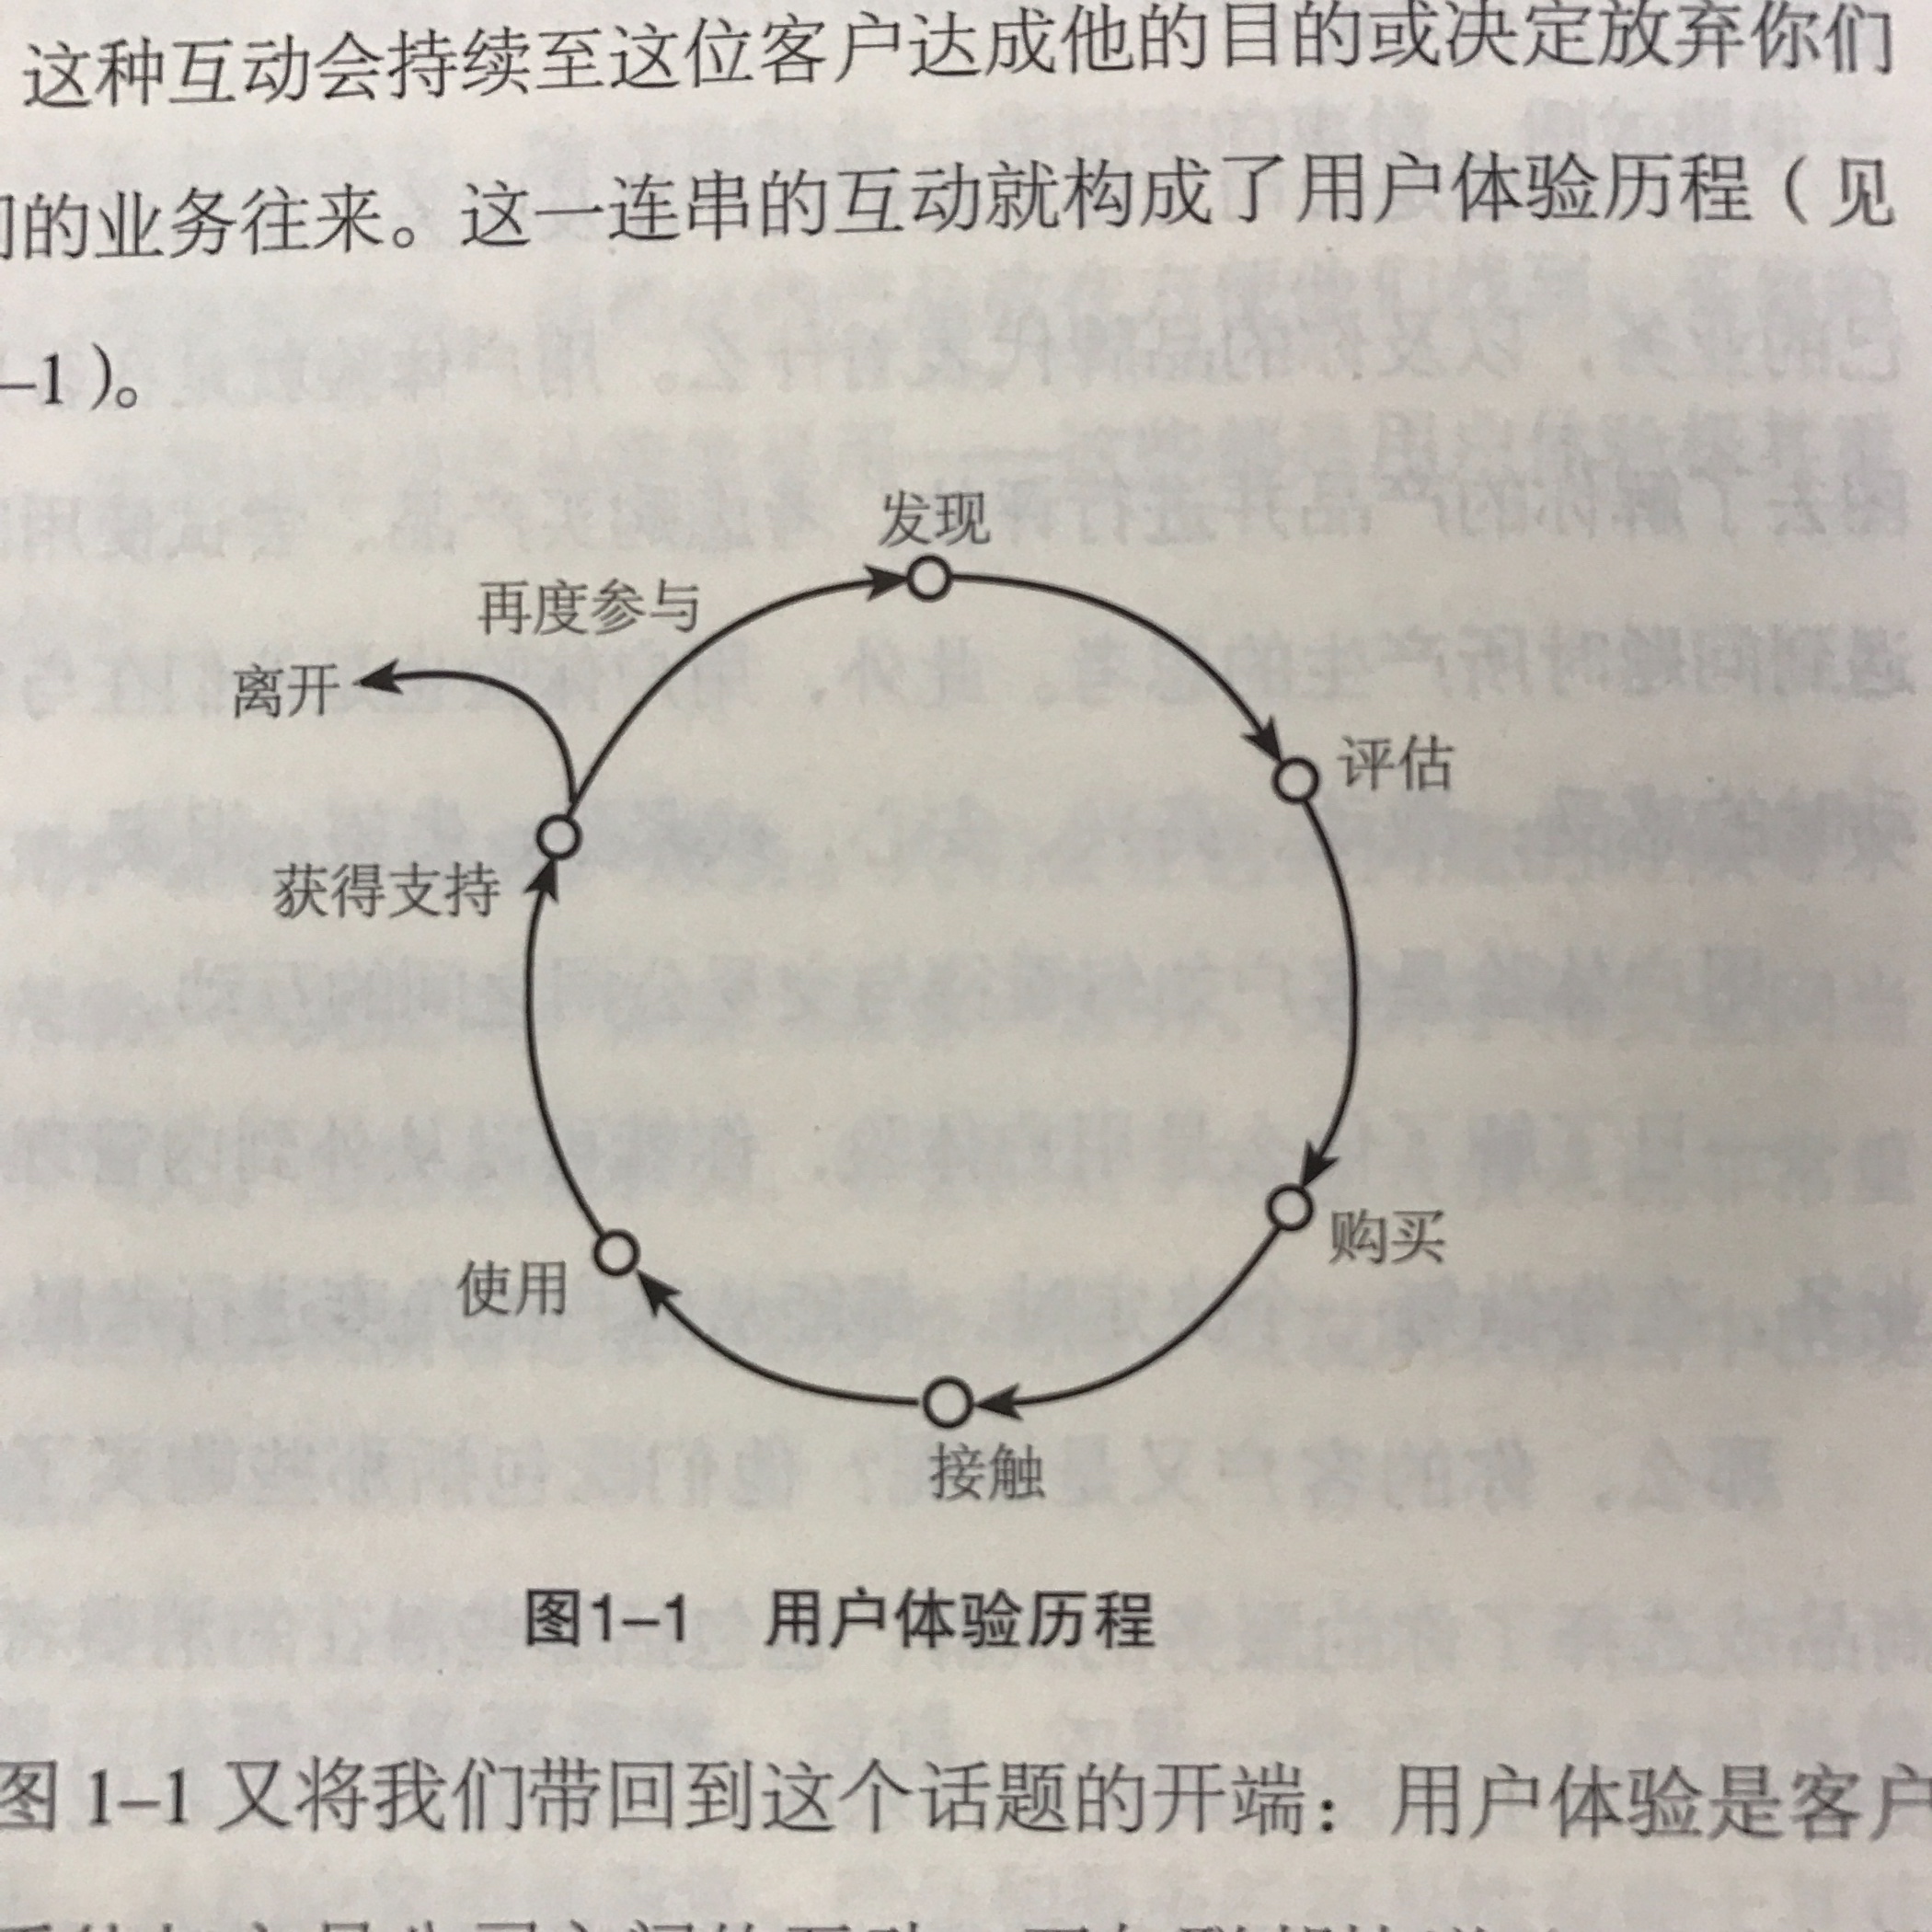 这种互动会持续至这位客户达成他的目的或决定放弃你们
的业务往来。这一连串的互动就构成了用户体验历程（见
–1）。
发现
再度参与
离开
评估
获得支持
购买
使用
接触
图1–1 用户体验历程
图 1–1 又将我们带回到这个话题的开端：用户体验是客户